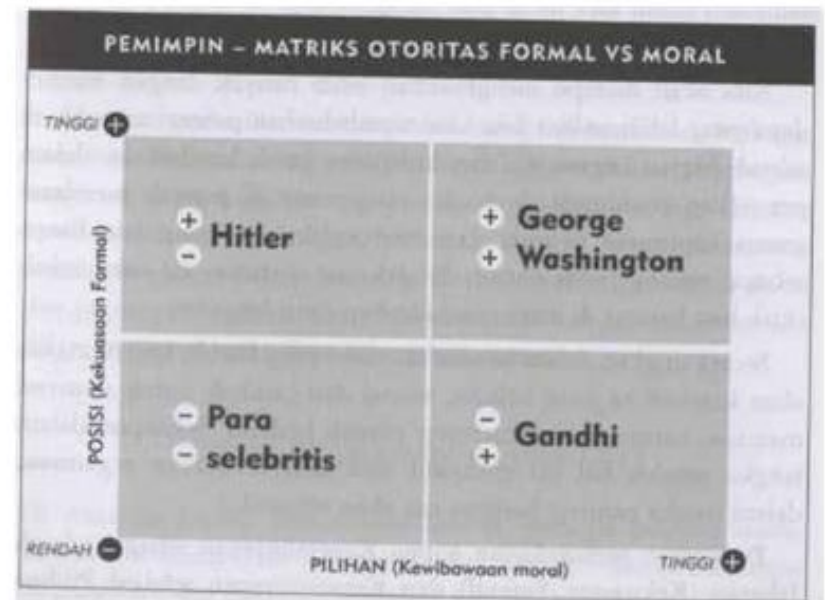 PEMIMPIN – MATRIKS OTORITAS FORMAL VS MORAL
TINGGI +
POSISI (Kekuasaan Formal)
+ Hitler
−
+ George
+ Washington
− Para
− selebritis
− Gandhi
+
RENDAH −
PILIHAN (Kewibawaan moral)
TINGGI +